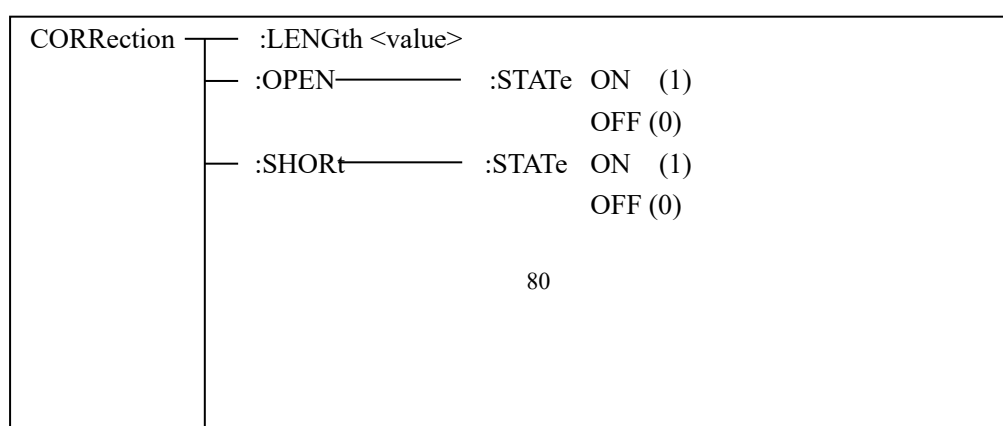 CORRection :LENGth <value>
:OPEN :STATe ON (1)
OFF (0)
:SHORt :STATe ON (1)
OFF (0)
80